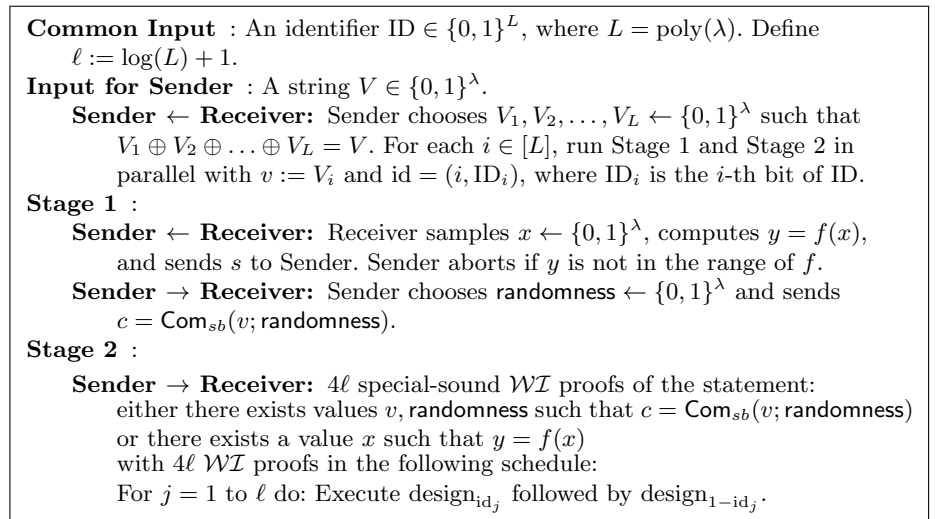 Common Input : An identifier ID ∈ {0, 1}^L, where L = poly(λ). Define
ℓ := log(L) + 1.
Input for Sender : A string V ∈ {0, 1}^λ.
Sender ← Receiver: Sender chooses V_1, V_2, . . . , V_L ← {0, 1}^λ such that
V_1 ⊕ V_2 ⊕ . . . ⊕ V_L = V. For each i ∈ [L], run Stage 1 and Stage 2 in
parallel with v := V_i and id = (i, ID_i), where ID_i is the i-th bit of ID.
Stage 1 :
Sender ← Receiver: Receiver samples x ← {0, 1}^λ, computes y = f(x),
and sends s to Sender. Sender aborts if y is not in the range of f.
Sender → Receiver: Sender chooses randomness ← {0, 1}^λ and sends
c = Com_sb(v; randomness).
Stage 2 :
Sender → Receiver: 4ℓ special-sound WI proofs of the statement:
either there exists values v, randomness such that c = Com_sb(v; randomness)
or there exists a value x such that y = f(x)
with 4ℓ WI proofs in the following schedule:
For j = 1 to ℓ do: Execute design_{id_j} followed by design_{1−id_j}.